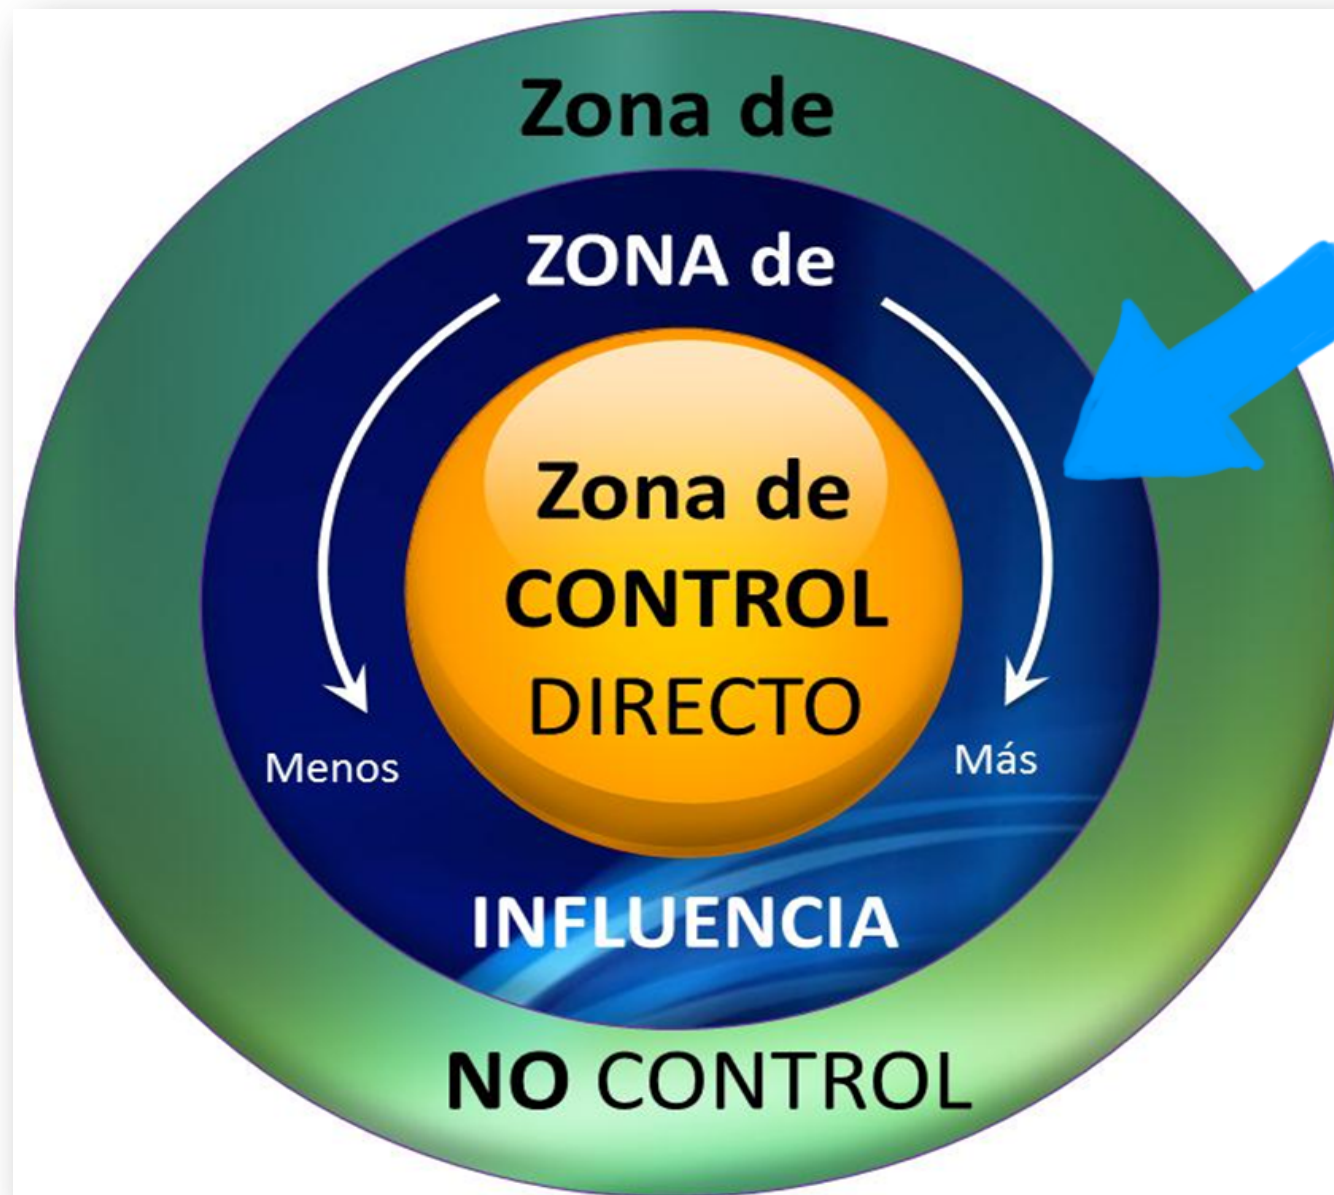 Zona de
ZONA de
Zona de
CONTROL
DIRECTO
Menos
Más
INFLUENCIA
NO CONTROL